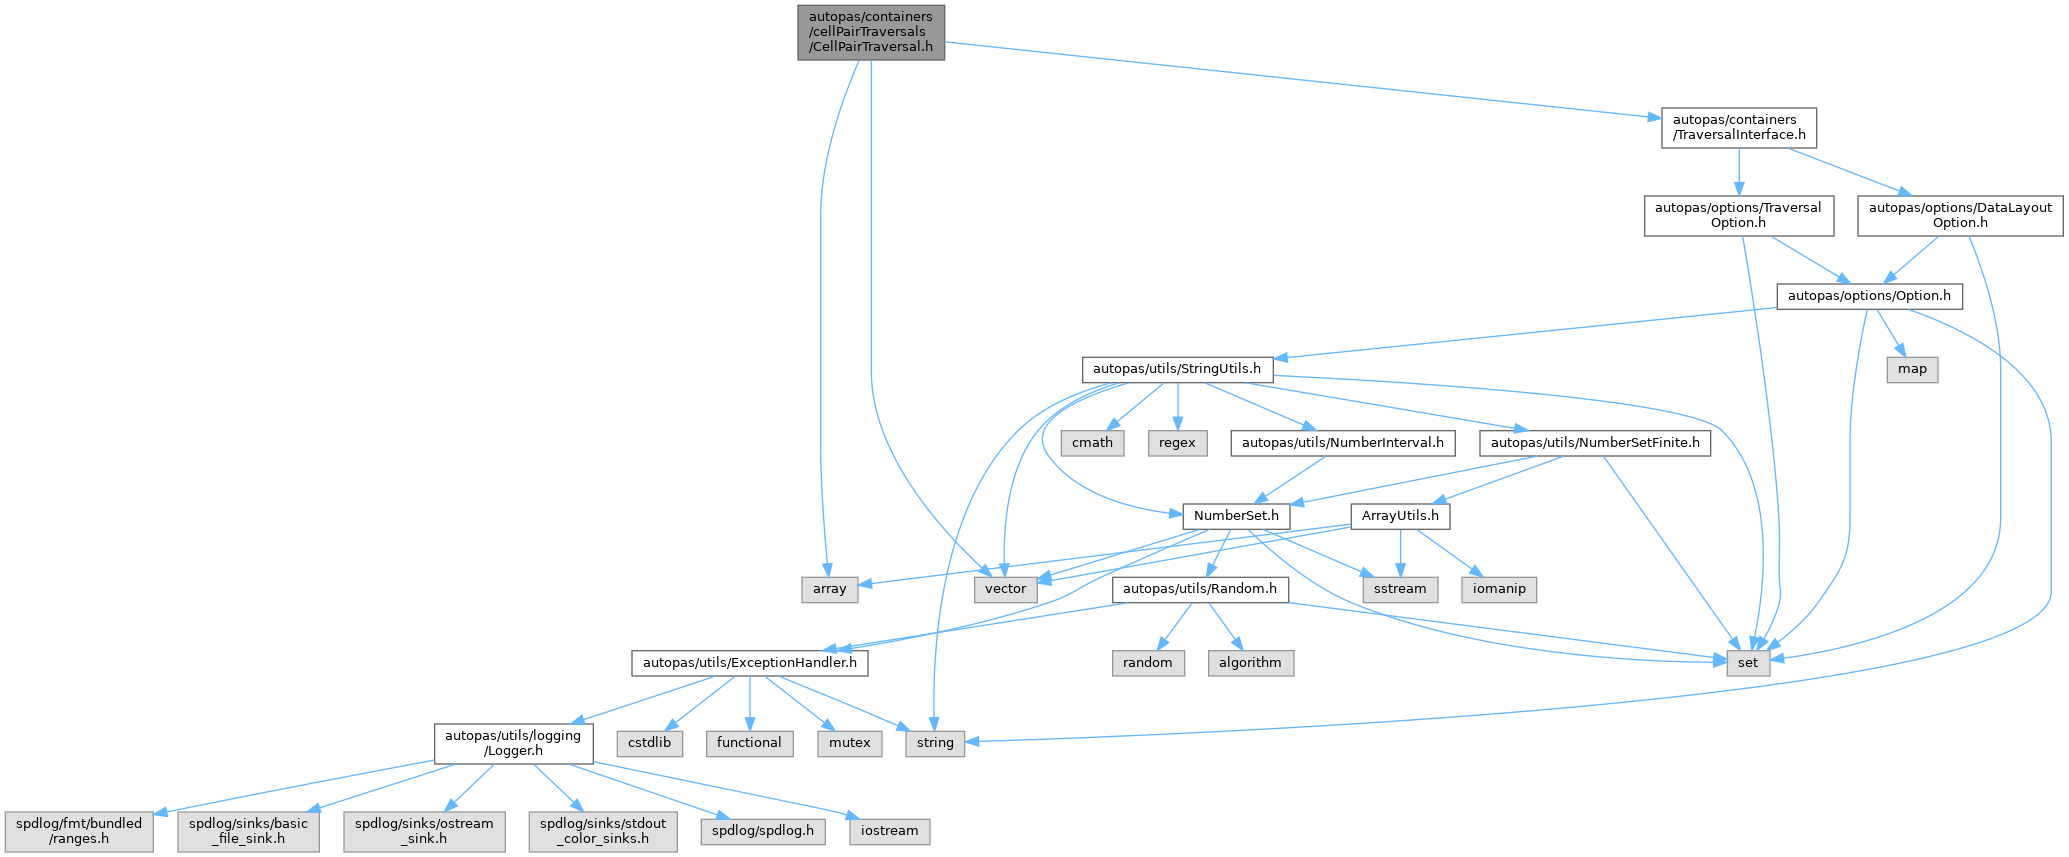 autopas/containers
/cellPairTraversals
/CellPairTraversal.h
autopas/containers
/TraversalInterface.h
autopas/options/Traversal
Option.h
autopas/options/DataLayout
Option.h
autopas/options/Option.h
autopas/utils/StringUtils.h
map
cmath
regex
autopas/utils/NumberInterval.h
autopas/utils/NumberSetFinite.h
NumberSet.h
ArrayUtils.h
array
vector
autopas/utils/Random.h
sstream
iomanip
autopas/utils/ExceptionHandler.h
random
algorithm
set
autopas/utils/logging
/Logger.h
cstdlib
functional
mutex
string
spdlog/fmt/bundled
/ranges.h
spdlog/sinks/basic
_file_sink.h
spdlog/sinks/ostream
_sink.h
spdlog/sinks/stdout
_color_sinks.h
spdlog/spdlog.h
iostream